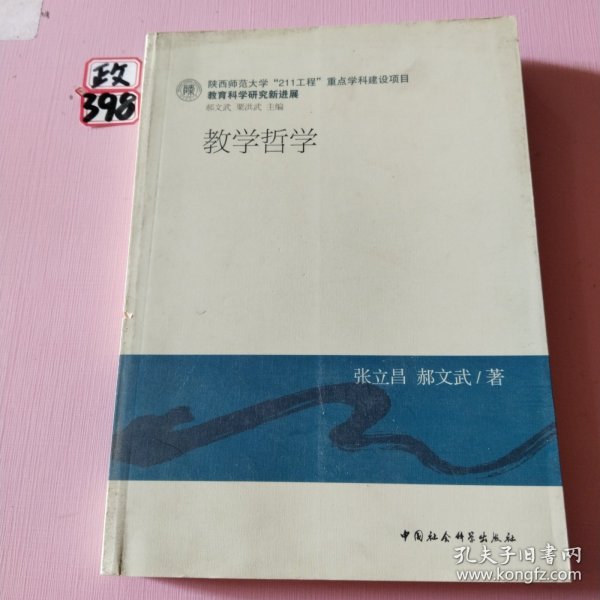 政
398
陕西师范大学“211工程”重点学科建设项目
教育科学研究新进展
郝文武 栗洪武 主编
教学哲学
张立昌 郝文武/著
中国社会科学出版社
孔夫子旧书网
www.kongfz.com